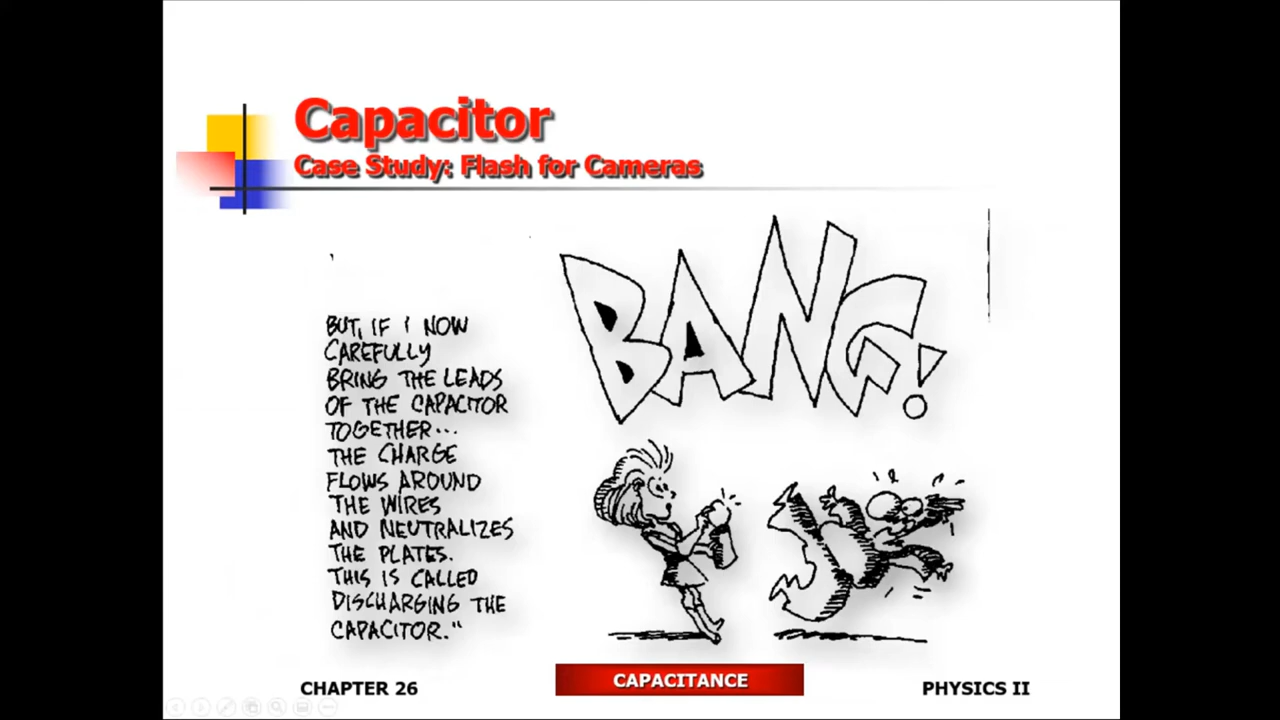 Capacitor
Case Study: Flash for Cameras
BANG!
BUT, IF I NOW
CAREFULLY
BRING THE LEADS
OF THE CAPACITOR
TOGETHER...
THE CHARGE
FLOWS AROUND
THE WIRES
AND NEUTRALIZES
THE PLATES.
THIS IS CALLED
DISCHARGING THE
CAPACITOR."
CHAPTER 26
CAPACITANCE
PHYSICS II